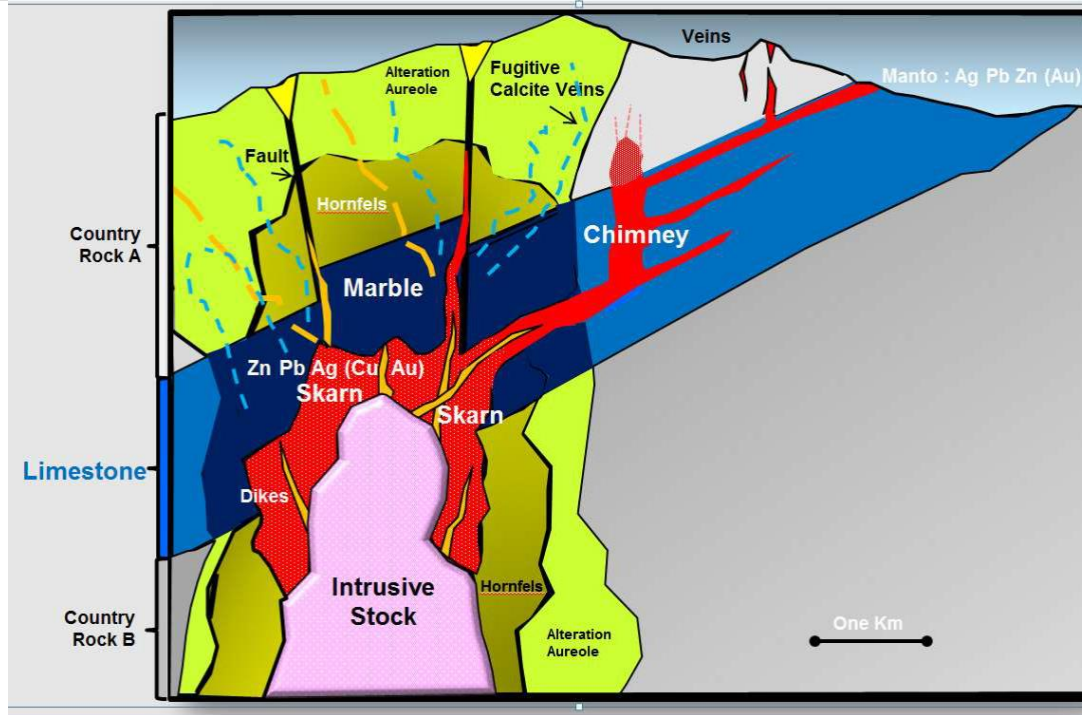 Veins
Alteration
Aureole
Fugitive
Calcite Veins
Manto : Ag Pb Zn (Au)
Fault
Hornfels
Country
Rock A
Chimney
Marble
Zn Pb Ag (Cu Au)
Skarn
Skarn
Limestone
Dikes
Intrusive
Stock
Hornfels
Country
Rock B
Alteration
Aureole
One Km